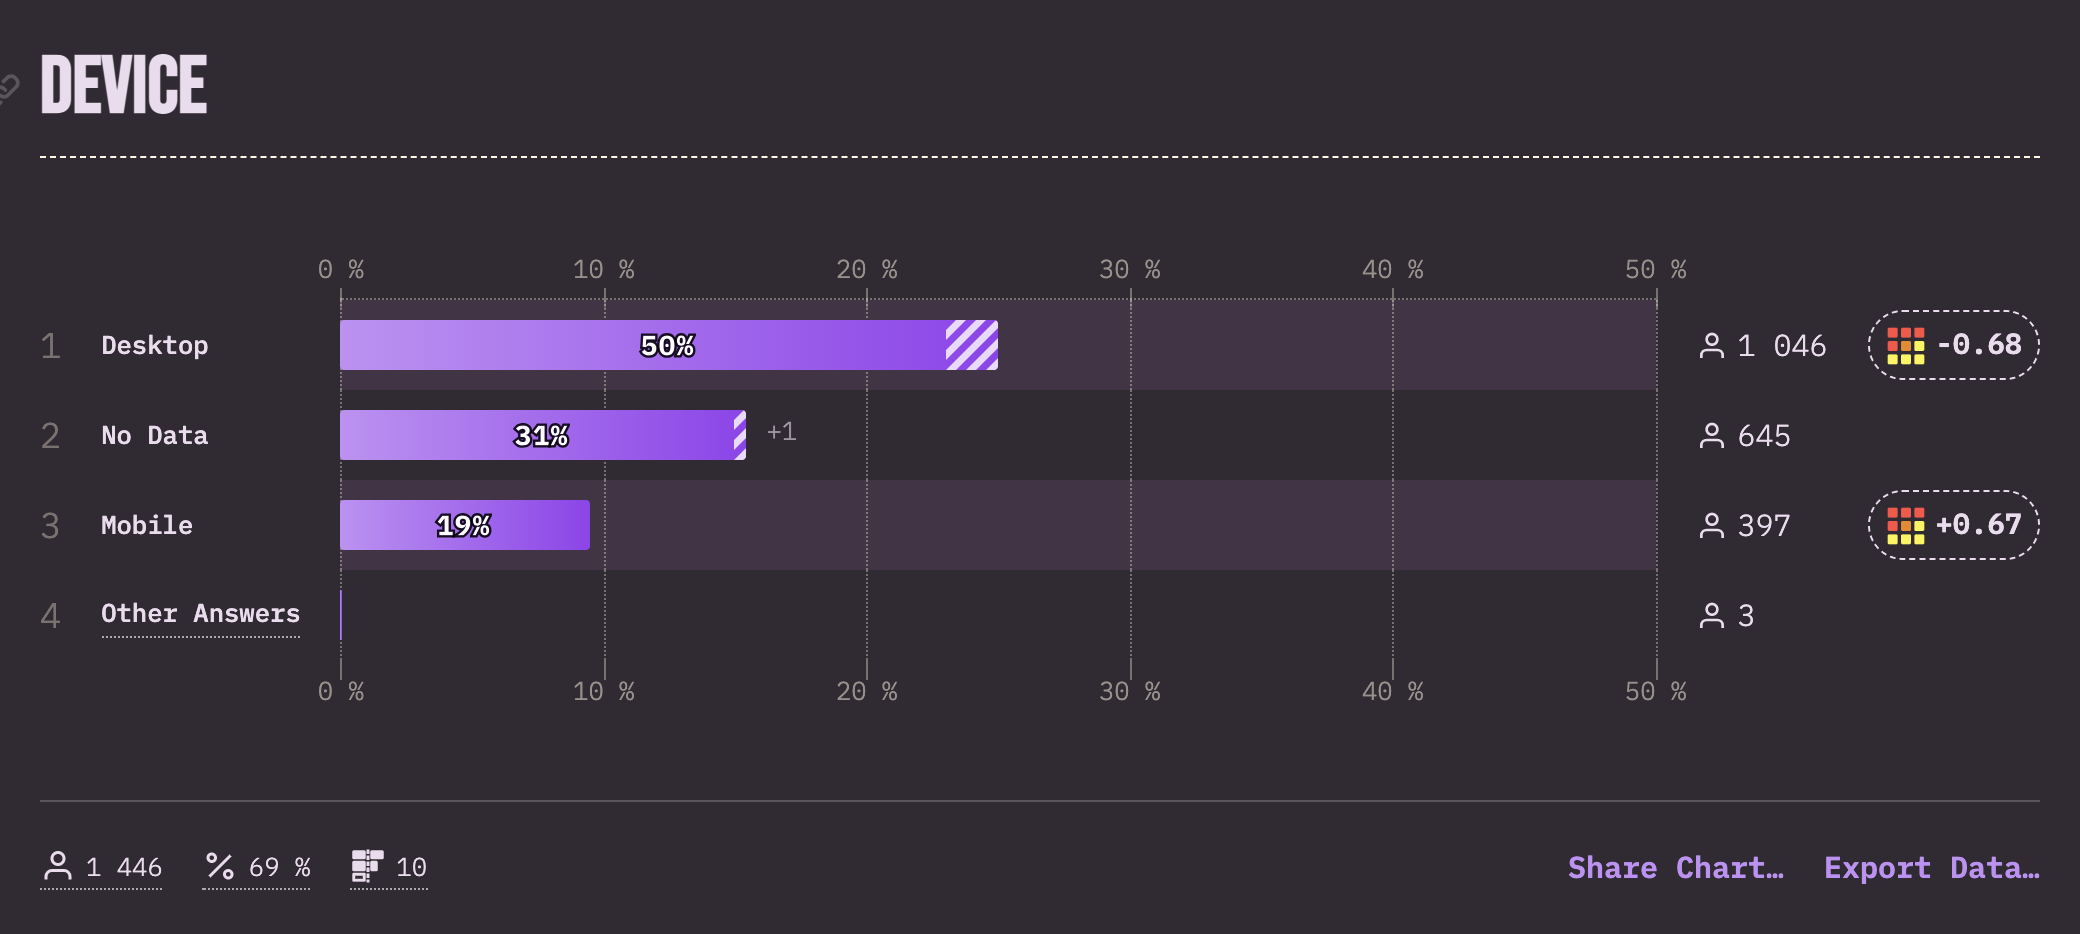 DEVICE
0 % 10 % 20 % 30 % 40 % 50 %
1 Desktop 50% 1 046 -0.68
2 No Data 31% +1 645
3 Mobile 19% 397 +0.67
4 Other Answers 3
0 % 10 % 20 % 30 % 40 % 50 %
1 446 % 69 % 10 Share Chart… Export Data…